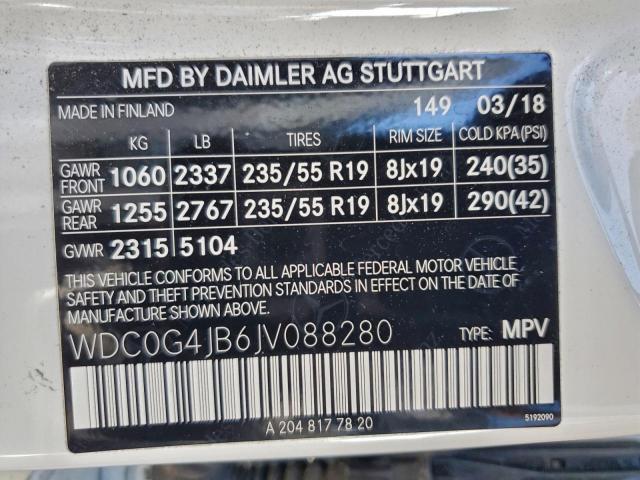 MFD BY DAIMLER AG STUTTGART
MADE IN FINLAND 149 03/18
KG LB TIRES RIM SIZE COLD KPA(PSI)
GAWR FRONT 1060 2337 235/55 R19 8Jx19 240(35)
GAWR REAR 1255 2767 235/55 R19 8Jx19 290(42)
GVWR 2315 5104
THIS VEHICLE CONFORMS TO ALL APPLICABLE FEDERAL MOTOR VEHICLE
SAFETY AND THEFT PREVENTION STANDARDS IN EFFECT ON THE DATE
OF MANUFACTURE SHOWN ABOVE.
WDC0G4JB6JV088280 TYPE: MPV
A 204 817 78 20
5192090